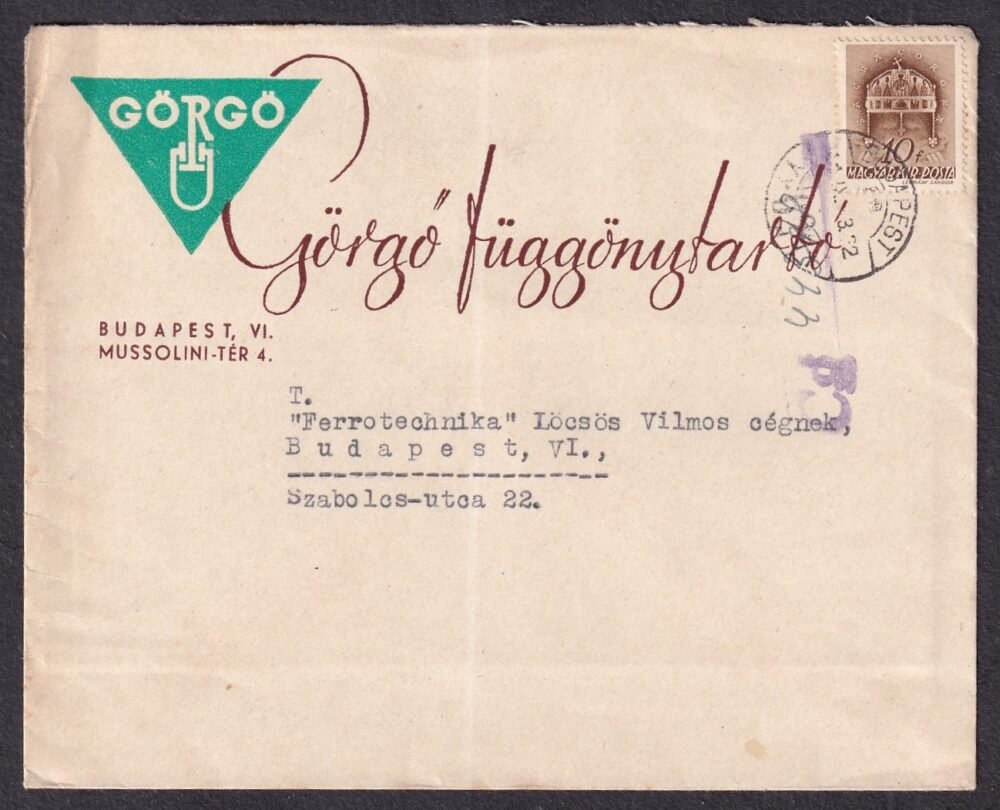 GÖRGŐ
Görgő függönytartó
BUDAPEST, VI.
MUSSOLINI-TÉR 4.
10 f
MAGYAR KIR. POSTA
BUDAPEST
T.
"Ferrotechnika" Löcsös Vilmos cégnek,
Budapest, VI.,
Szabolcs-utca 22.